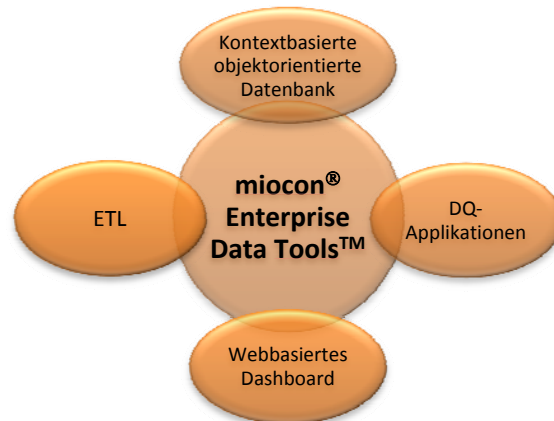 Kontextbasierte
objektorientierte
Datenbank
miocon®
Enterprise
Data Tools™
ETL
DQ-
Applikationen
Webbasiertes
Dashboard